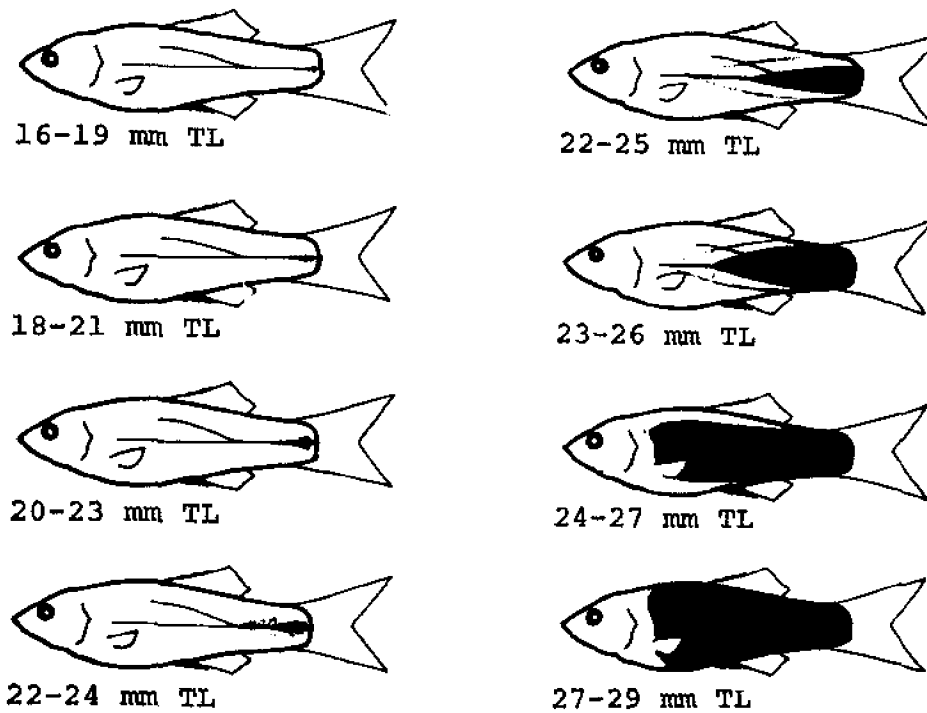 16-19 mm TL
18-21 mm TL
20-23 mm TL
22-24 mm TL
22-25 mm TL
23-26 mm TL
24-27 mm TL
27-29 mm TL